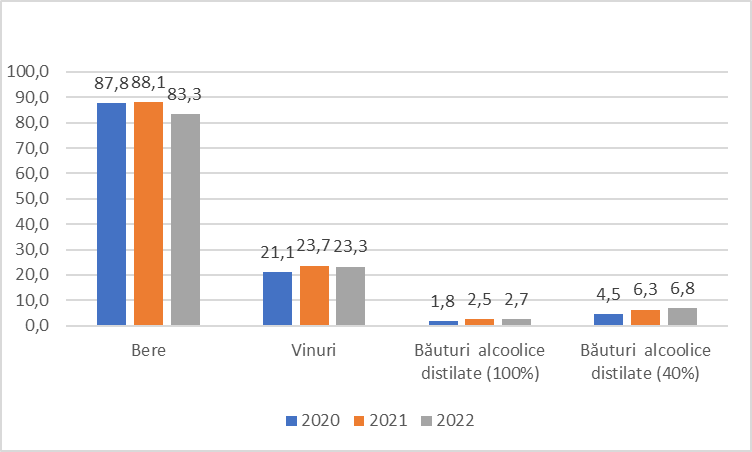 100,0
90,0
80,0
70,0
60,0
50,0
40,0
30,0
20,0
10,0
0,0
87,8 88,1 83,3
21,1 23,7 23,3
1,8 2,5 2,7
4,5 6,3 6,8
Bere
Vinuri
Băuturi alcoolice
distilate (100%)
Băuturi alcoolice
distilate (40%)
2020 2021 2022